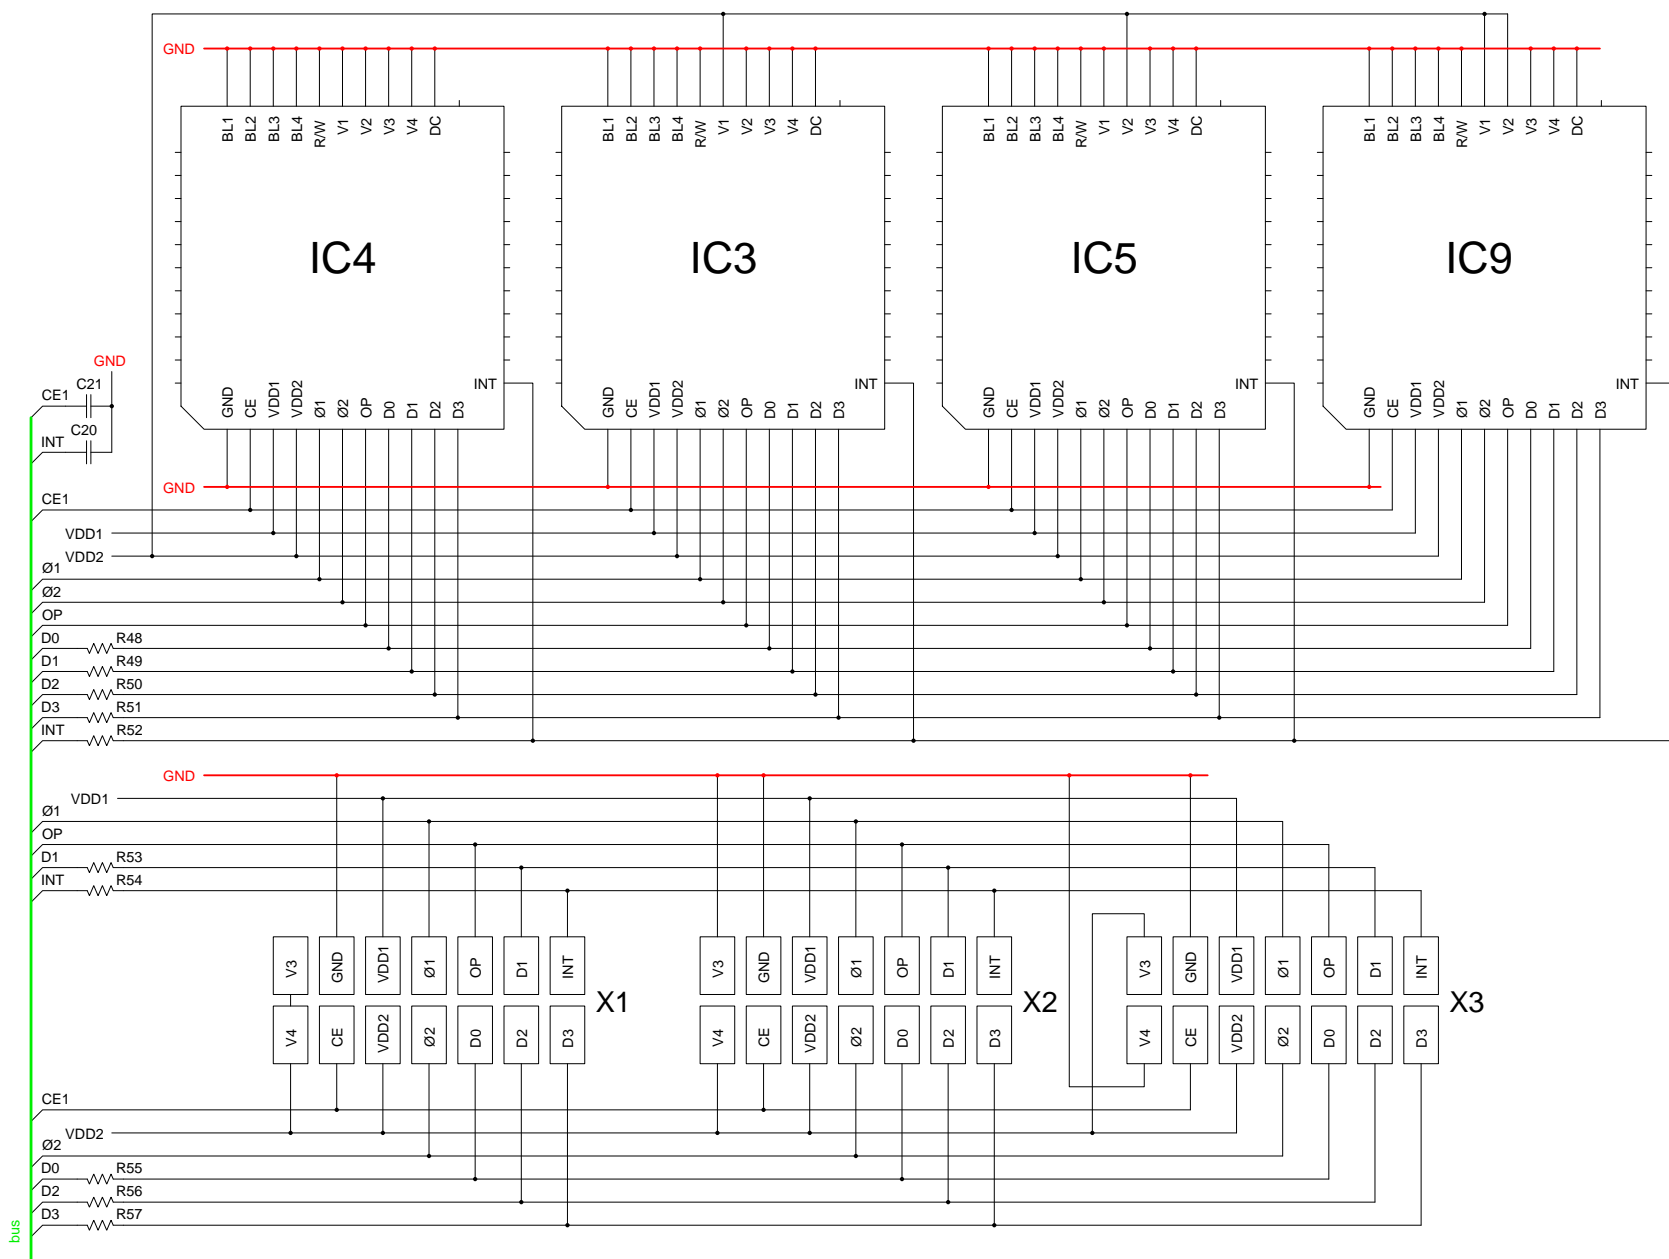 GND
BL1 BL2 BL3 BL4 R/W V1 V2 V3 V4 DC
BL1 BL2 BL3 BL4 R/W V1 V2 V3 V4 DC
BL1 BL2 BL3 BL4 R/W V1 V2 V3 V4 DC
BL1 BL2 BL3 BL4 R/W V1 V2 V3 V4 DC
IC4 IC3 IC5 IC9
INT INT INT INT
GND CE VDD1 VDD2 Ø1 Ø2 OP D0 D1 D2 D3
GND CE VDD1 VDD2 Ø1 Ø2 OP D0 D1 D2 D3
GND CE VDD1 VDD2 Ø1 Ø2 OP D0 D1 D2 D3
GND CE VDD1 VDD2 Ø1 Ø2 OP D0 D1 D2 D3
GND
CE1 C21
INT C20
GND
CE1
VDD1
VDD2
Ø1
Ø2
OP
D0 R48
D1 R49
D2 R50
D3 R51
INT R52
GND
VDD1
Ø1
OP
D1 R53
INT R54
V3 GND VDD1 Ø1 OP D1 INT
V4 CE VDD2 Ø2 D0 D2 D3
X1
V3 GND VDD1 Ø1 OP D1 INT
V4 CE VDD2 Ø2 D0 D2 D3
X2
V3 GND VDD1 Ø1 OP D1 INT
V4 CE VDD2 Ø2 D0 D2 D3
X3
CE1
VDD2
Ø2
D0 R55
D2 R56
D3 R57
bus